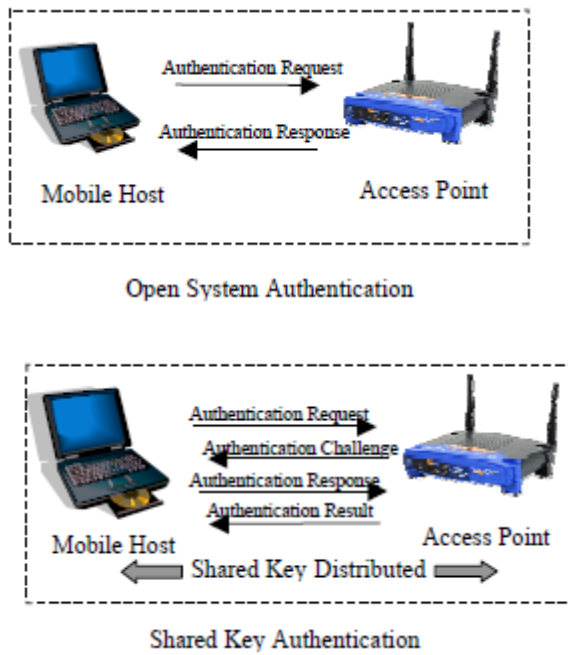 Authentication Request
Authentication Response
Mobile Host
Access Point
Open System Authentication
Authentication Request
Authentication Challenge
Authentication Response
Authentication Result
Mobile Host
Access Point
Shared Key Distributed
Shared Key Authentication